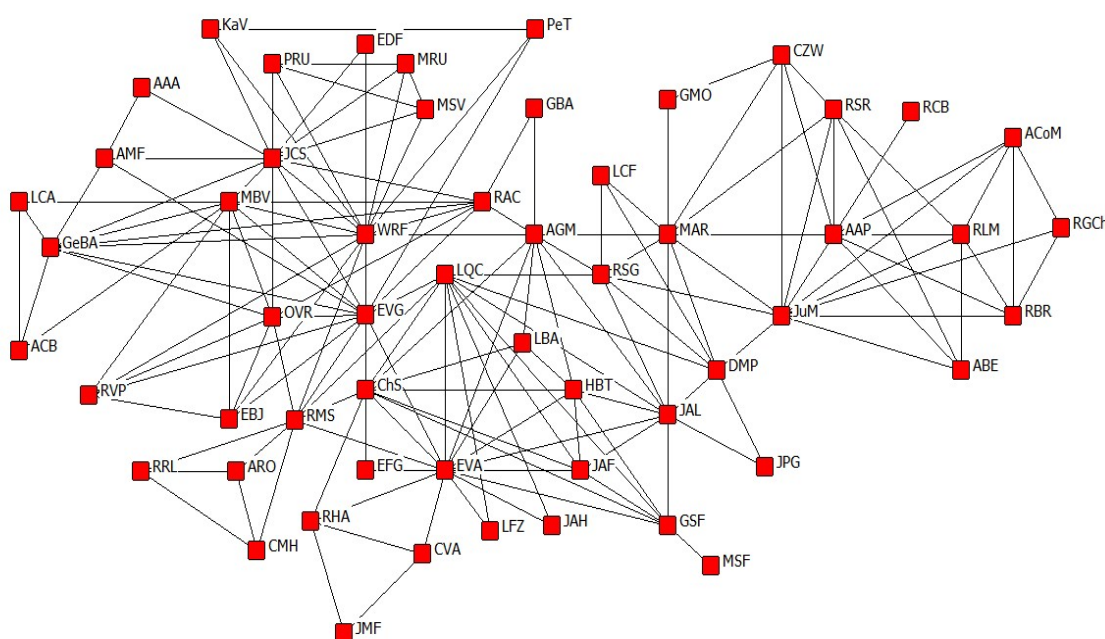 KaV
PeT
EDF
PRU
MRU
CZW
AAA
GMO
RSR
RCB
MSV
GBA
ACoM
AMF
JCS
LCF
LCA
MBV
RAC
RGCh
WRF
AGM
MAR
AAP
RLM
GeBA
LQC
RSG
OVR
EVG
JuM
RBR
ACB
LBA
DMP
ABE
RVP
ChS
HBT
EBJ
RMS
JAL
RRL
ARO
EFG
EVA
JAF
JPG
RHA
LFZ
JAH
GSF
CMH
CVA
MSF
JMF